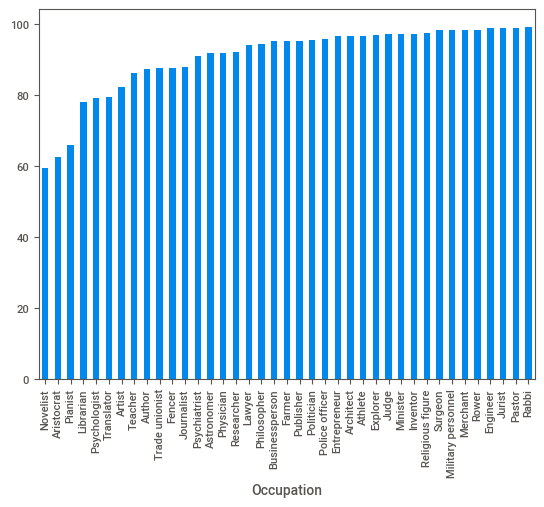 100
80
60
40
20
0
Novelist
Aristocrat
Pianist
Librarian
Psychologist
Translator
Artist
Teacher
Author
Trade unionist
Fencer
Journalist
Psychiatrist
Astronomer
Physician
Researcher
Lawyer
Philosopher
Businessperson
Farmer
Publisher
Politician
Police officer
Entrepreneur
Architect
Athlete
Explorer
Judge
Minister
Inventor
Religious figure
Surgeon
Military personnel
Merchant
Rower
Engineer
Jurist
Pastor
Rabbi
Occupation